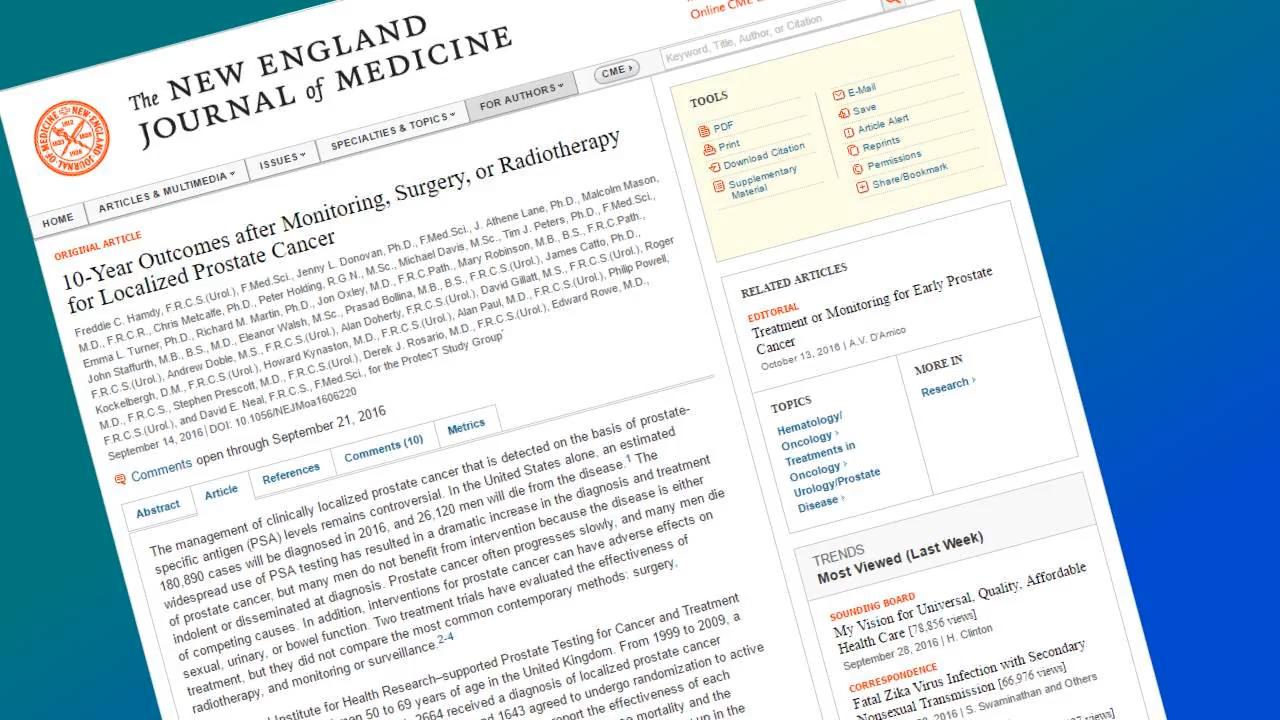 Online CME
The NEW ENGLAND
JOURNAL of MEDICINE
Keyword, Title, Author, or Citation
HOME
ARTICLES & MULTIMEDIA
ISSUES
SPECIALTIES & TOPICS
FOR AUTHORS
CME
ORIGINAL ARTICLE
10-Year Outcomes after Monitoring, Surgery, or Radiotherapy
for Localized Prostate Cancer
Freddie C. Hamdy, F.R.C.S.(Urol.), F.Med.Sci., Jenny L. Donovan, Ph.D., F.Med.Sci., J. Athene Lane, Ph.D., Malcolm Mason,
M.D., F.R.C.R., Chris Metcalfe, Ph.D., Peter Holding, R.G.N., M.Sc., Michael Davis, M.Sc., Tim J. Peters, Ph.D., F.Med.Sci.,
Emma L. Turner, Ph.D., Richard M. Martin, Ph.D., Jon Oxley, M.D., F.R.C.Path., Mary Robinson, M.B., B.S., F.R.C.Path.,
John Staffurth, M.B., B.S., M.D., Eleanor Walsh, M.Sc., Prasad Bollina, M.B., B.S., F.R.C.S.(Urol.), James Catto, Ph.D.,
F.R.C.S.(Urol.), Andrew Doble, M.S., F.R.C.S.(Urol.), Alan Doherty, F.R.C.S.(Urol.), David Gillatt, M.S., F.R.C.S.(Urol.), Roger
Kockelbergh, D.M., F.R.C.S.(Urol.), Howard Kynaston, M.D., F.R.C.S.(Urol.), Alan Paul, M.D., F.R.C.S.(Urol.), Philip Powell,
M.D., F.R.C.S., Stephen Prescott, M.D., F.R.C.S.(Urol.), Derek J. Rosario, M.D., F.R.C.S.(Urol.), Edward Rowe, M.D.,
F.R.C.S.(Urol.), and David E. Neal, F.R.C.S., F.Med.Sci., for the ProtecT Study Group*
September 14, 2016 | DOI: 10.1056/NEJMoa1606220
Comments open through September 21, 2016
Abstract
Article
References
Comments (10)
Metrics
The management of clinically localized prostate cancer that is detected on the basis of prostate-
specific antigen (PSA) levels remains controversial. In the United States alone, an estimated
180,890 cases will be diagnosed in 2016, and 26,120 men will die from the disease.1 The
widespread use of PSA testing has resulted in a dramatic increase in the diagnosis and treatment
of prostate cancer, but many men do not benefit from intervention because the disease is either
indolent or disseminated at diagnosis. Prostate cancer often progresses slowly, and many men die
of competing causes. In addition, interventions for prostate cancer can have adverse effects on
sexual, urinary, or bowel function. Two treatment trials have evaluated the effectiveness of
treatment, but they did not compare the most common contemporary methods: surgery,
radiotherapy, and monitoring or surveillance.2-4
Institute for Health Research–supported Prostate Testing for Cancer and Treatment
50 to 69 years of age in the United Kingdom. From 1999 to 2009, a
2664 received a diagnosis of localized prostate cancer
1643 agreed to undergo randomization to active
report the effectiveness of each
mortality and the
up in the
TOOLS
PDF
Print
Download Citation
Supplementary
Material
E-Mail
Save
Article Alert
Reprints
Permissions
Share/Bookmark
RELATED ARTICLES
EDITORIAL
Treatment or Monitoring for Early Prostate
Cancer
October 13, 2016 | A.V. D'Amico
TOPICS
Hematology/
Oncology
Treatments in
Oncology
Urology/Prostate
Disease
MORE IN
Research
TRENDS
Most Viewed (Last Week)
SOUNDING BOARD
My Vision for Universal, Quality, Affordable
Health Care [78,856 views]
September 28, 2016 | H. Clinton
CORRESPONDENCE
Fatal Zika Virus Infection with Secondary
Nonsexual Transmission [66,976 views]
2016 | S. Swaminathan and Others